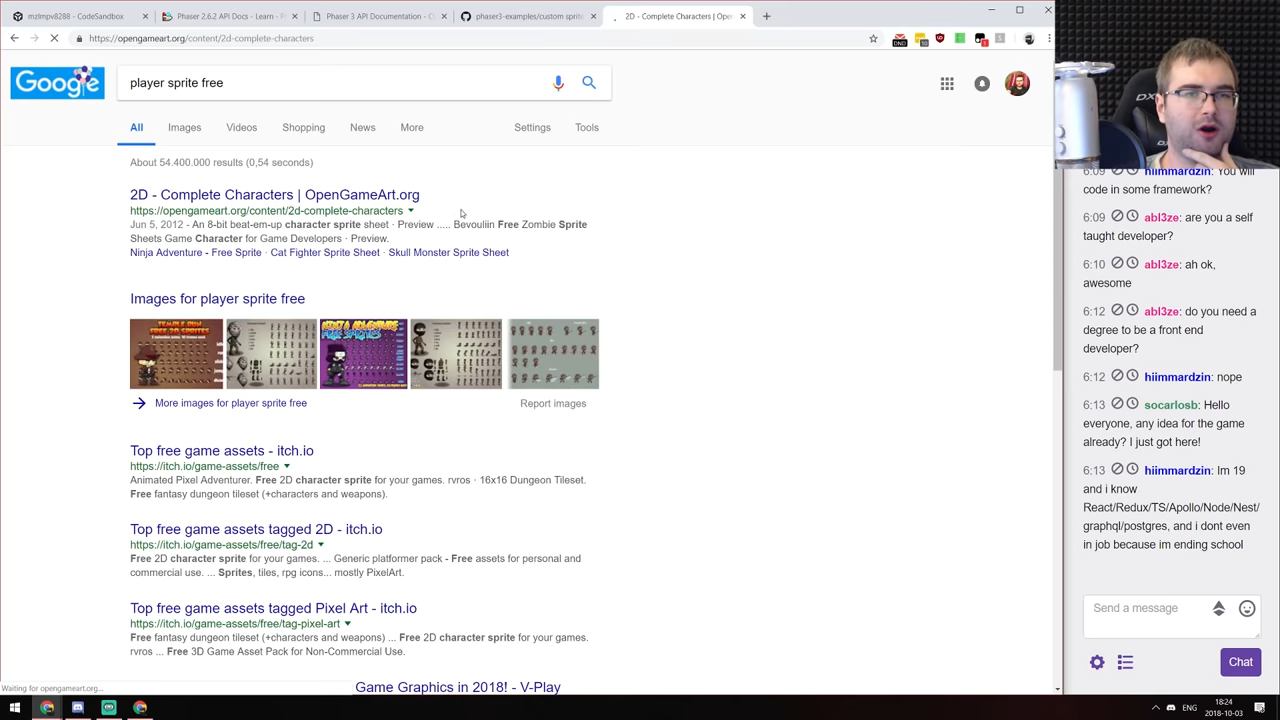 mzlmpv8288 - CodeSandbox
Phaser 2.6.2 API Docs - Learn - P
Phaser 3 API Documentation - C
phaser3-examples/custom sprite
2D - Complete Characters | Open
https://opengameart.org/content/2d-complete-characters
Google
player sprite free
All Images Videos Shopping News More Settings Tools
About 54.400.000 results (0,54 seconds)
2D - Complete Characters | OpenGameArt.org
https://opengameart.org/content/2d-complete-characters
Jun 5, 2012 - An 8-bit beat-em-up character sprite sheet · Preview ..... Bevouliin Free Zombie Sprite
Sheets Game Character for Game Developers · Preview.
Ninja Adventure - Free Sprite · Cat Fighter Sprite Sheet · Skull Monster Sprite Sheet
Images for player sprite free
More images for player sprite free
Report images
Top free game assets - itch.io
https://itch.io/game-assets/free
Animated Pixel Adventurer. Free 2D character sprite for your games. rvros · 16x16 Dungeon Tileset.
Free fantasy dungeon tileset (+characters and weapons).
Top free game assets tagged 2D - itch.io
https://itch.io/game-assets/free/tag-2d
Free 2D character sprite for your games. ... Generic platformer pack - Free assets for personal and
commercial use. ... Sprites, tiles, rpg icons... mostly PixelArt.
Top free game assets tagged Pixel Art - itch.io
https://itch.io/game-assets/free/tag-pixel-art
Free fantasy dungeon tileset (+characters and weapons) ... Free 2D character sprite for your games.
rvros ... Free 3D Game Asset Pack for Non-Commercial Use.
Game Graphics in 2018! - V-Play
Waiting for opengameart.org...
6:09 hiimmardzin: You will
code in some framework?
6:09 abl3ze: are you a self
taught developer?
6:10 abl3ze: ah ok,
awesome
6:12 abl3ze: do you need a
degree to be a front end
developer?
6:12 hiimmardzin: nope
6:13 socarlosb: Hello
everyone, any idea for the game
already? I just got here!
6:13 hiimmardzin: Im 19
and i know
React/Redux/TS/Apollo/Node/Nest/
graphql/postgres, and i dont even
in job because im ending school
Send a message
Chat
ENG
18:24
2018-10-03